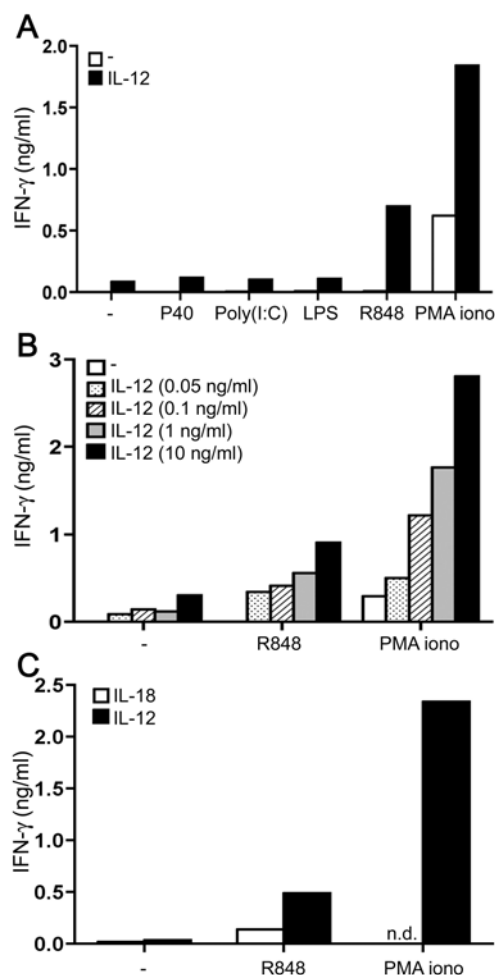 A
2.0
1.5
1.0
0.5
0.0
IFN-γ (ng/ml)
-
IL-12
- P40 Poly(I:C) LPS R848 PMA iono
B
3
2
1
0
IFN-γ (ng/ml)
-
IL-12 (0.05 ng/ml)
IL-12 (0.1 ng/ml)
IL-12 (1 ng/ml)
IL-12 (10 ng/ml)
- R848 PMA iono
C
2.5
2.0
1.5
1.0
0.5
0.0
IFN-γ (ng/ml)
IL-18
IL-12
n.d.
- R848 PMA iono